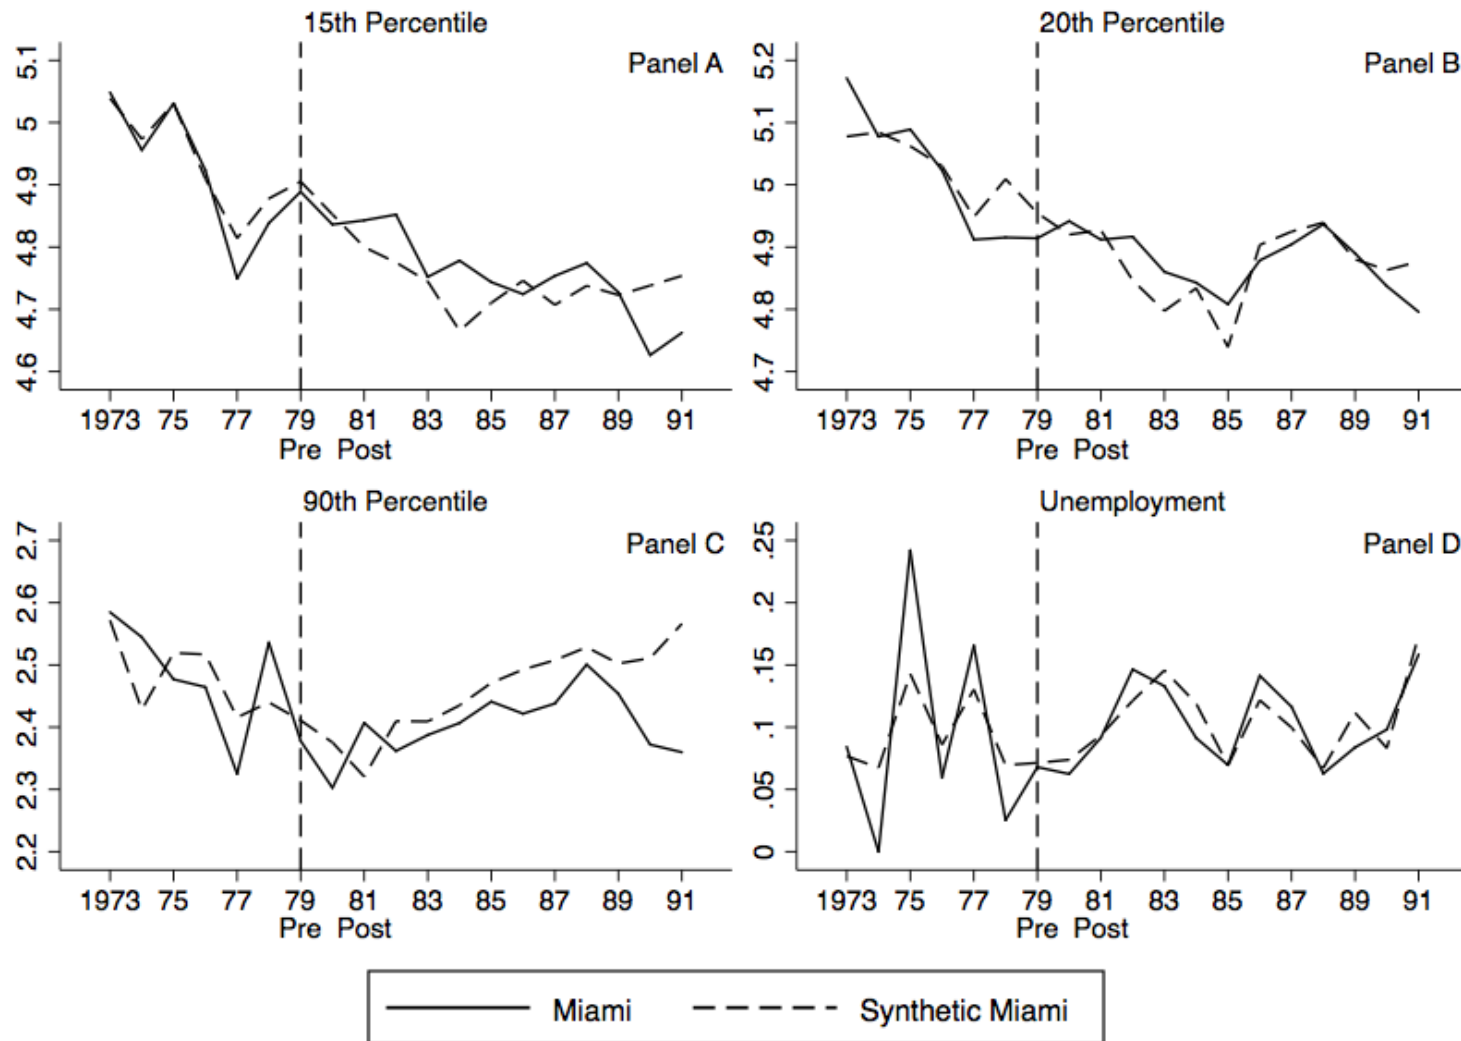 15th Percentile
Panel A
5.1
5
4.9
4.8
4.7
4.6
1973 75 77 79 81 83 85 87 89 91
Pre Post
20th Percentile
Panel B
5.2
5.1
5
4.9
4.8
4.7
1973 75 77 79 81 83 85 87 89 91
Pre Post
90th Percentile
Panel C
2.7
2.6
2.5
2.4
2.3
2.2
1973 75 77 79 81 83 85 87 89 91
Pre Post
Unemployment
Panel D
.25
.2
.15
.1
.05
0
1973 75 77 79 81 83 85 87 89 91
Pre Post
Miami
Synthetic Miami